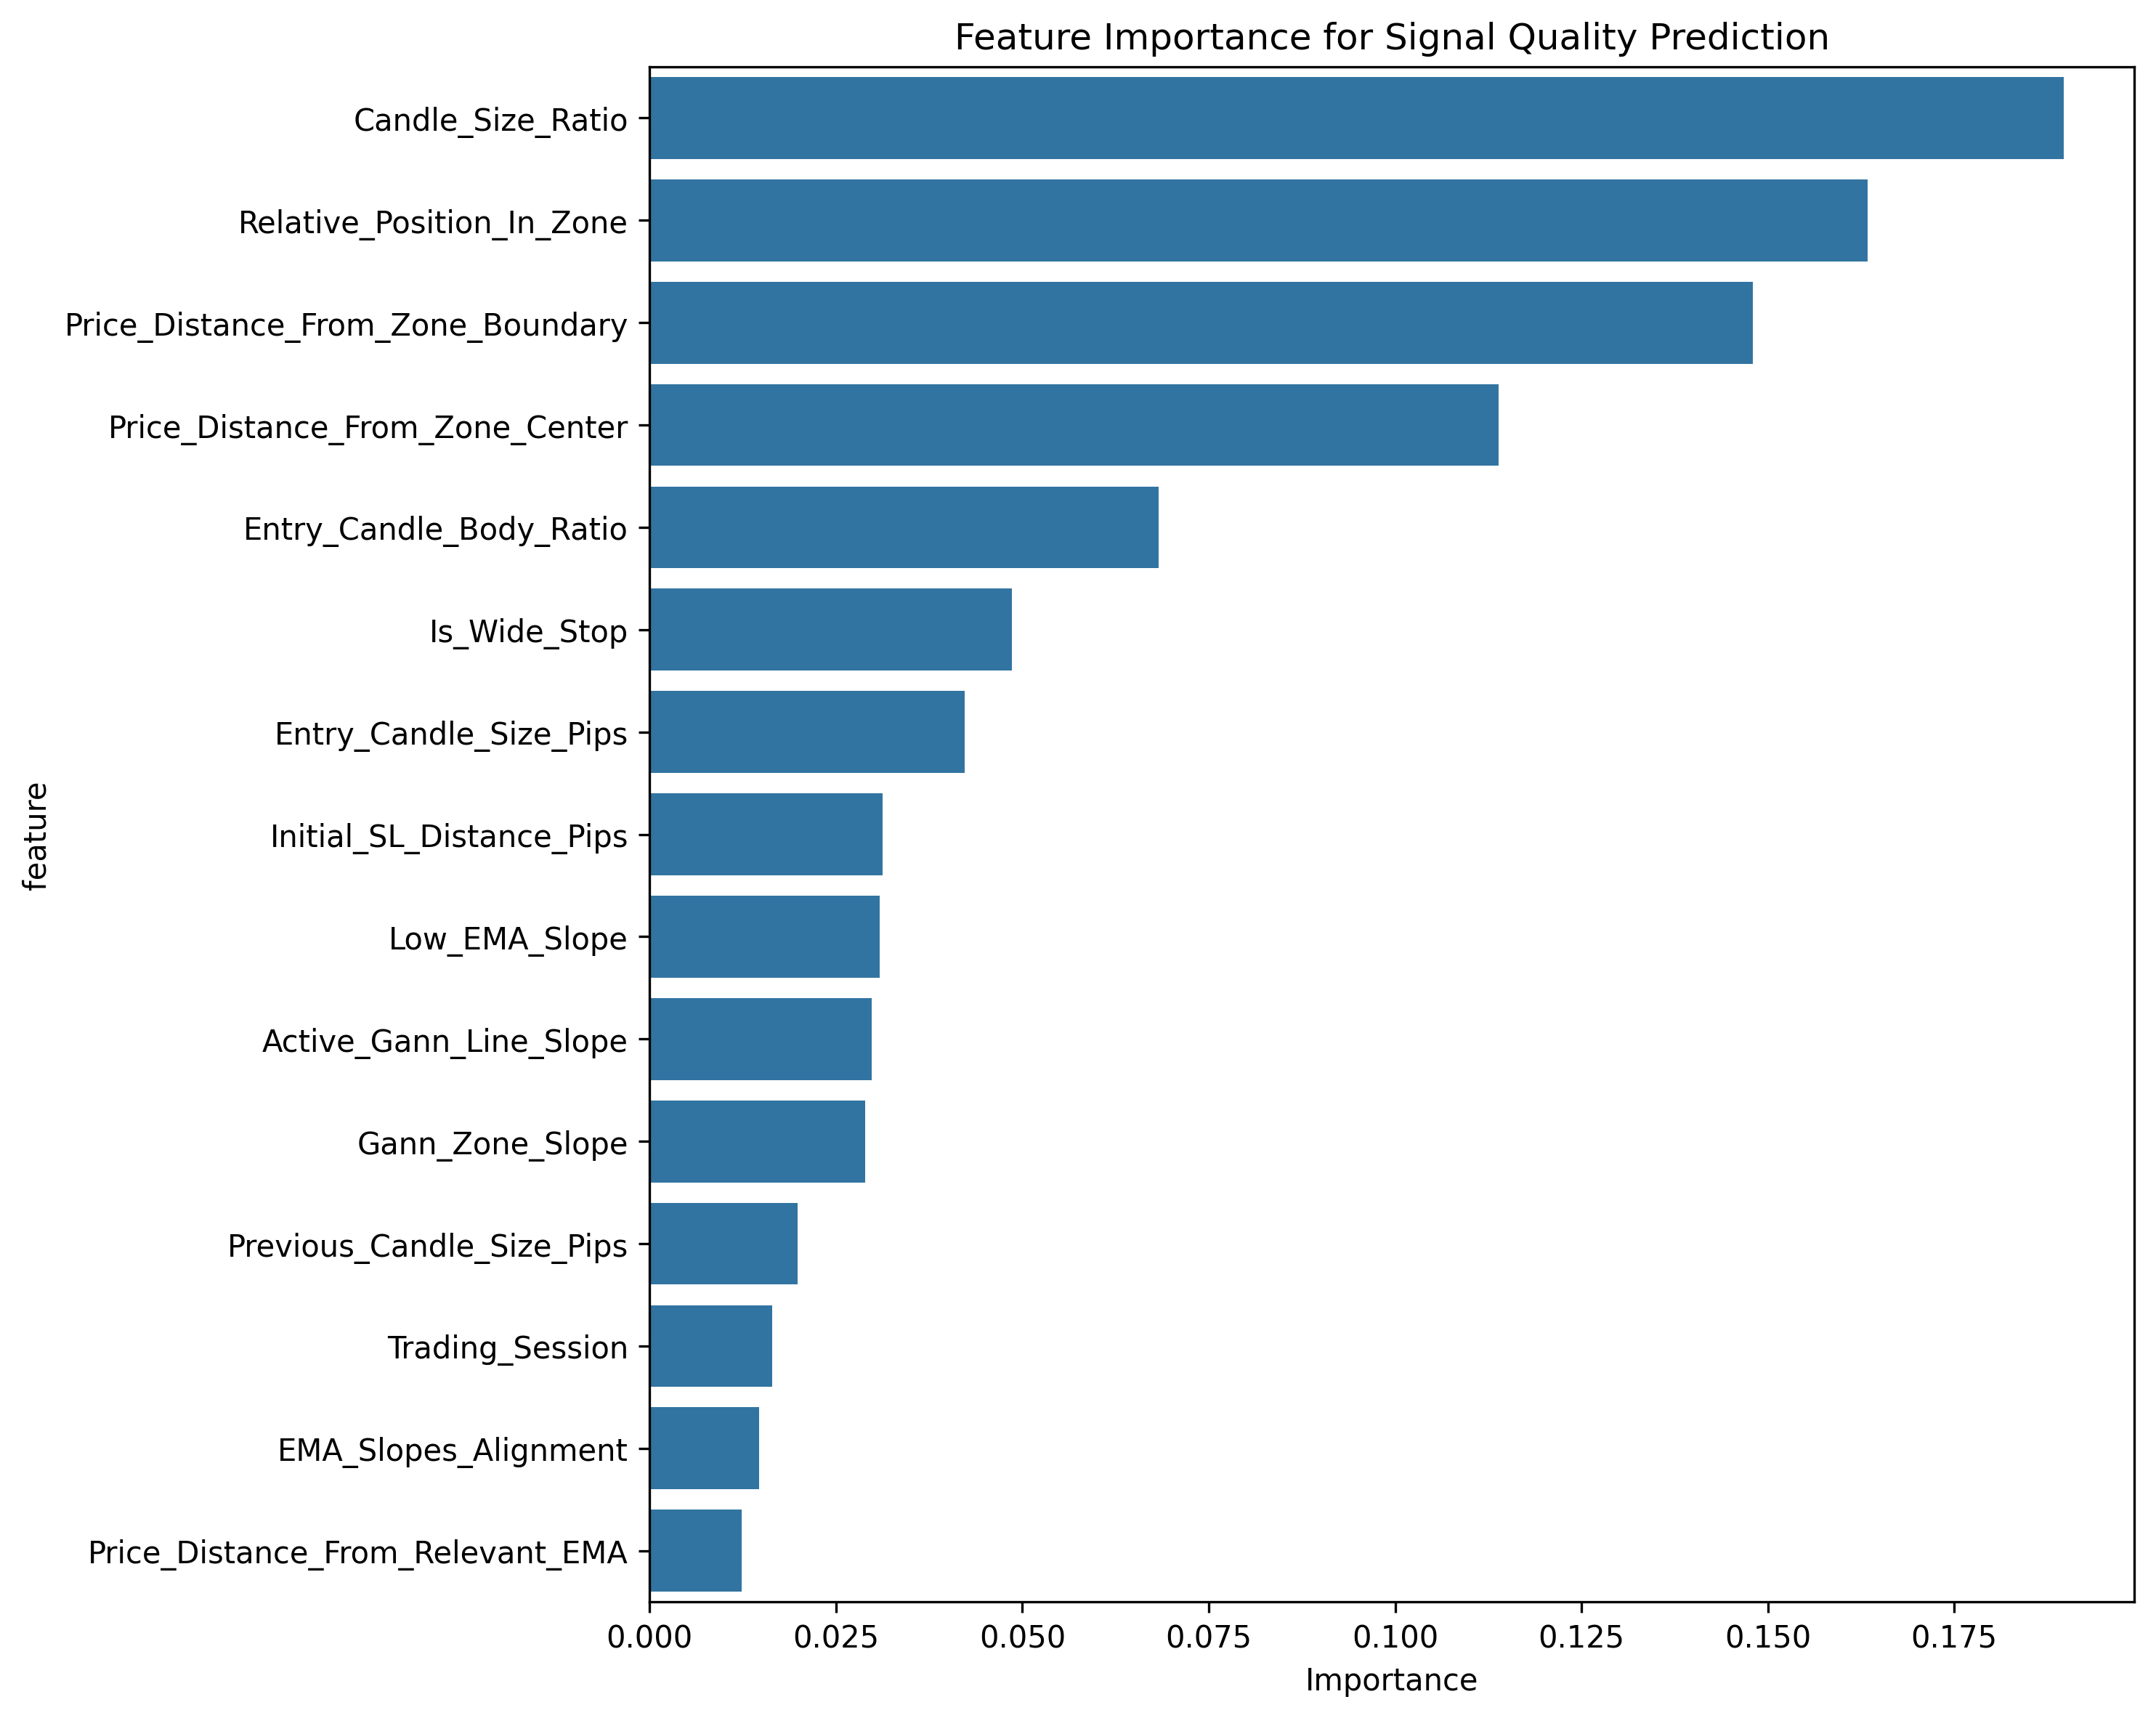 Feature Importance for Signal Quality Prediction
Candle_Size_Ratio
Relative_Position_In_Zone
Price_Distance_From_Zone_Boundary
Price_Distance_From_Zone_Center
Entry_Candle_Body_Ratio
Is_Wide_Stop
Entry_Candle_Size_Pips
Initial_SL_Distance_Pips
Low_EMA_Slope
Active_Gann_Line_Slope
Gann_Zone_Slope
Previous_Candle_Size_Pips
Trading_Session
EMA_Slopes_Alignment
Price_Distance_From_Relevant_EMA
feature
0.000 0.025 0.050 0.075 0.100 0.125 0.150 0.175
Importance